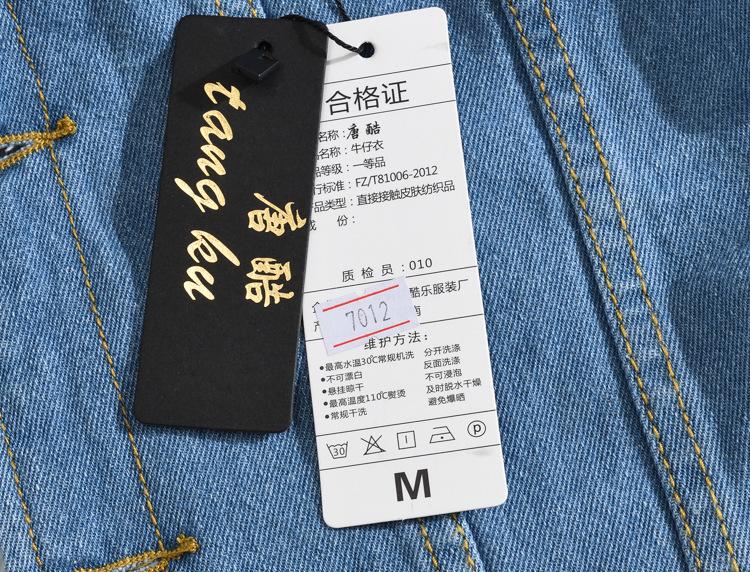 tang ku
唐酷
合格证
名称：唐酷
名称：牛仔衣
品等级：一等品
行标准：FZ/T81006-2012
品类型：直接接触皮肤纺织品
份：
质检员：010
酷乐服装厂
7012
维护方法：
•最高水温30℃常规机洗 分开洗涤
•不可漂白 反面洗涤
•悬挂晾干 不可浸泡
•最高温度110℃熨烫 及时脱水干燥
•常规干洗 避免爆晒
30
P
M